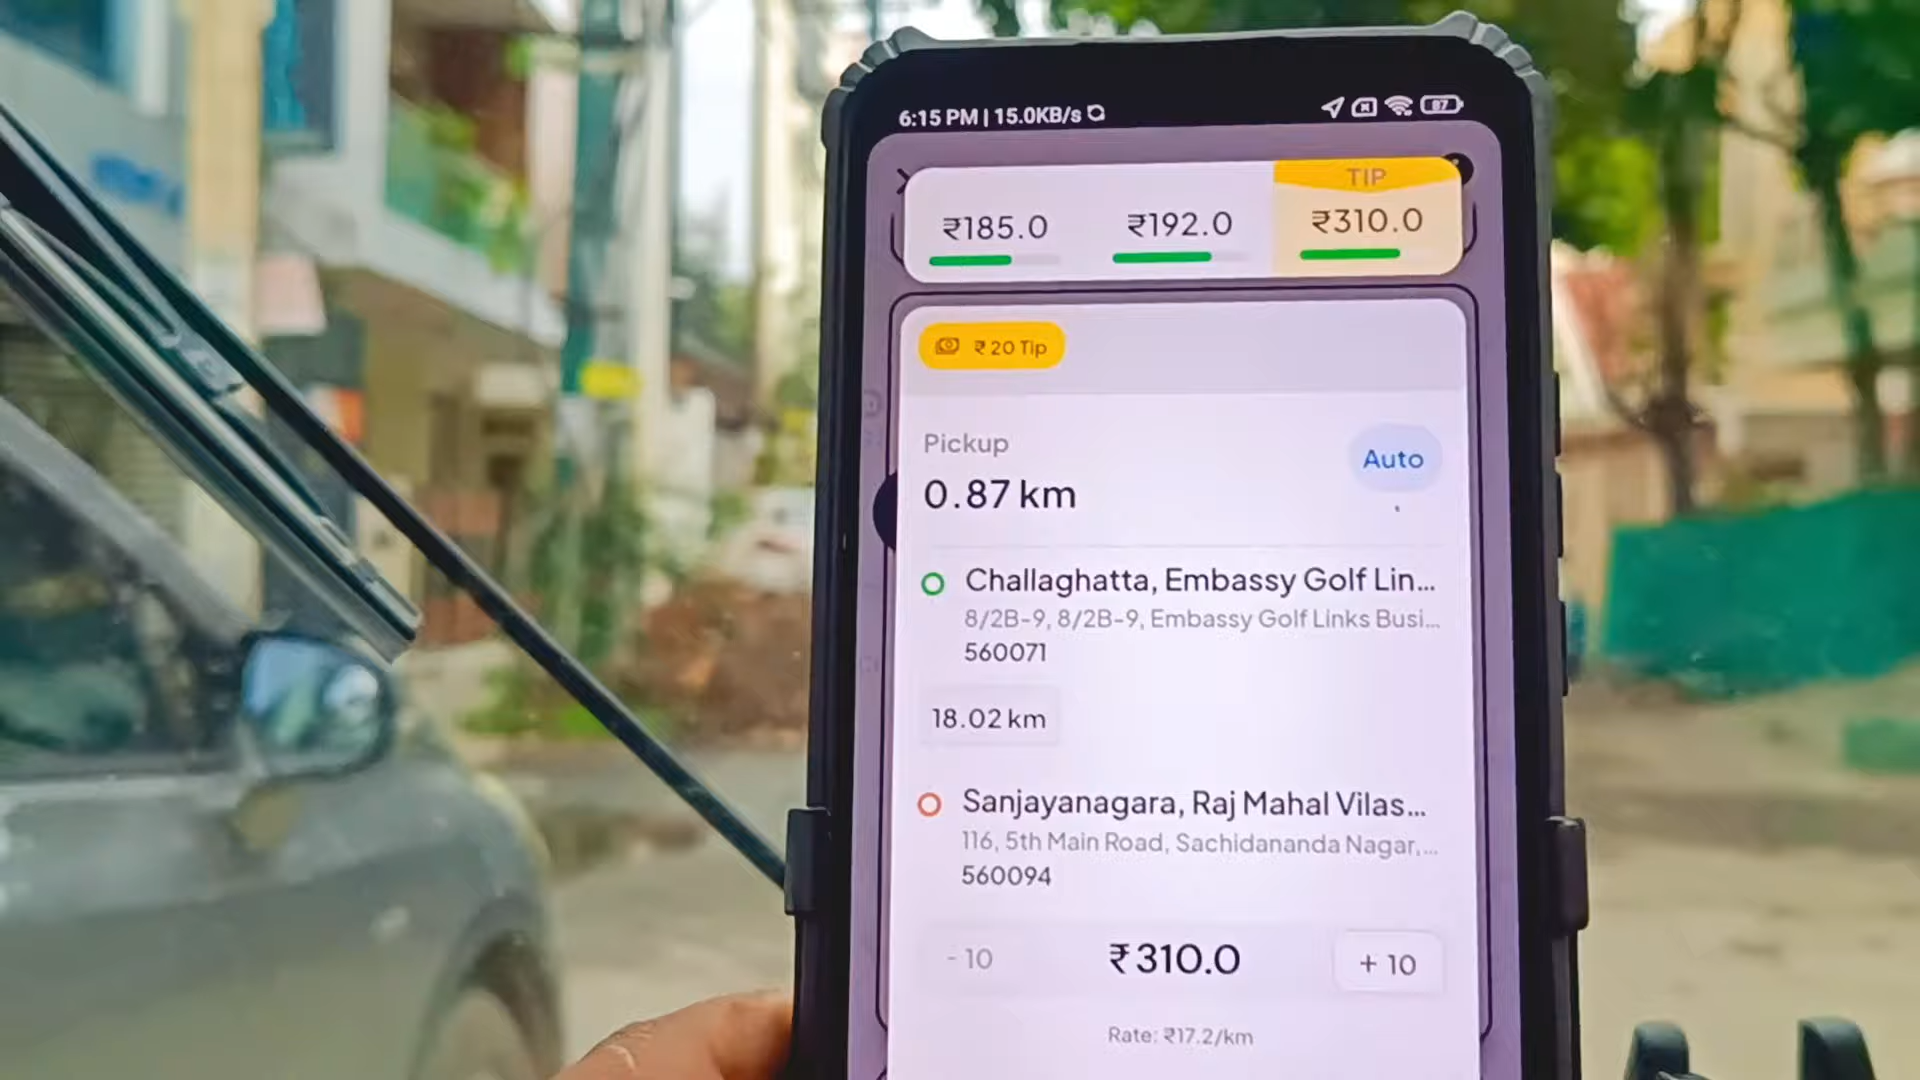 6:15 PM | 15.0KB/s
87
TIP
₹185.0 ₹192.0 ₹310.0
₹ 20 Tip
Pickup
Auto
0.87 km
Challaghatta, Embassy Golf Lin...
8/2B-9, 8/2B-9, Embassy Golf Links Busi...
560071
18.02 km
Sanjayanagara, Raj Mahal Vilas...
116, 5th Main Road, Sachidananda Nagar,...
560094
- 10 ₹310.0 + 10
Rate: ₹17.2/km